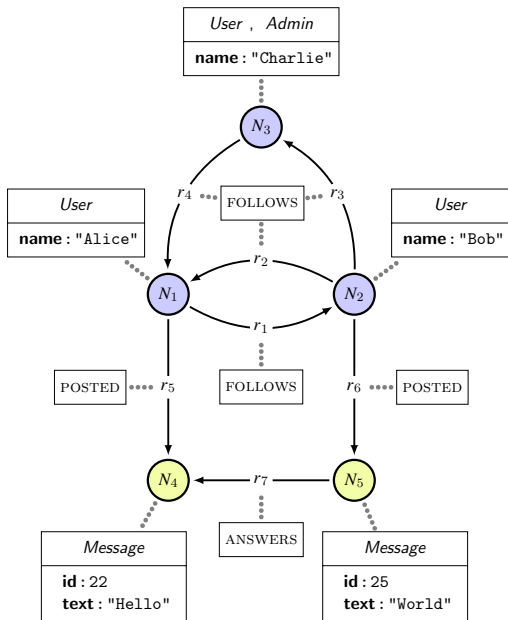 User , Admin
name : "Charlie"
N3
r4
FOLLOWS
r3
User
name : "Alice"
User
name : "Bob"
r2
N1
N2
r1
POSTED
r5
FOLLOWS
r6
POSTED
N4
r7
N5
ANSWERS
Message
id : 22
text : "Hello"
Message
id : 25
text : "World"